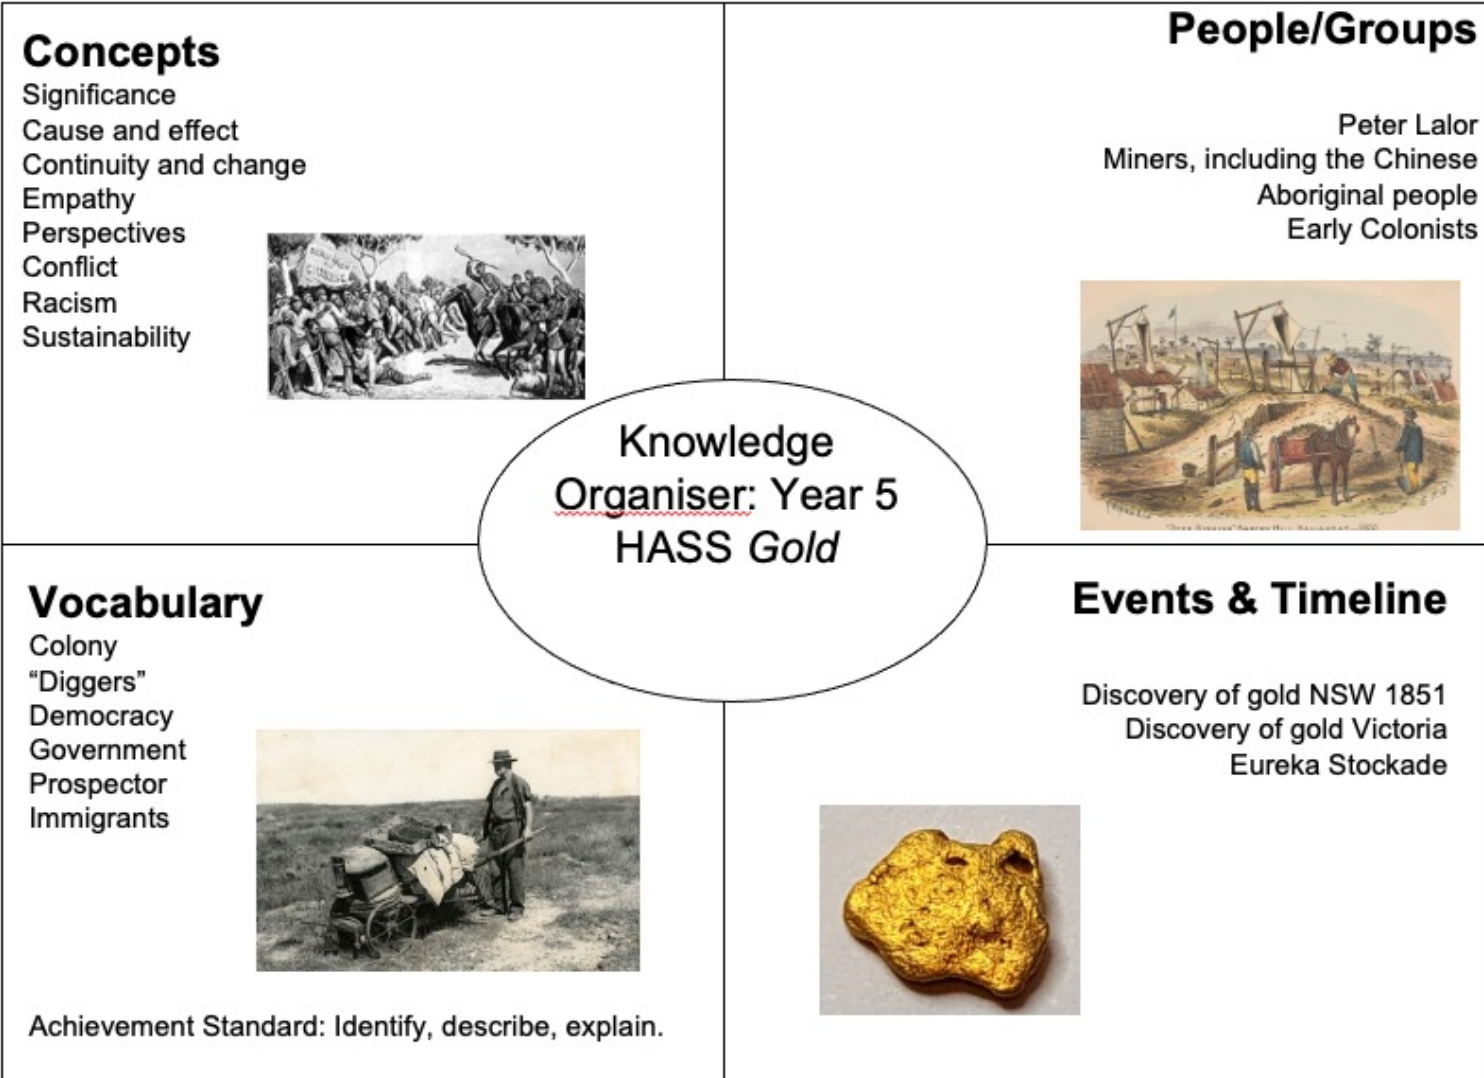 Concepts
Significance
Cause and effect
Continuity and change
Empathy
Perspectives
Conflict
Racism
Sustainability
People/Groups
Peter Lalor
Miners, including the Chinese
Aboriginal people
Early Colonists
Knowledge
Organiser: Year 5
HASS Gold
Vocabulary
Colony
“Diggers”
Democracy
Government
Prospector
Immigrants
Achievement Standard: Identify, describe, explain.
Events & Timeline
Discovery of gold NSW 1851
Discovery of gold Victoria
Eureka Stockade